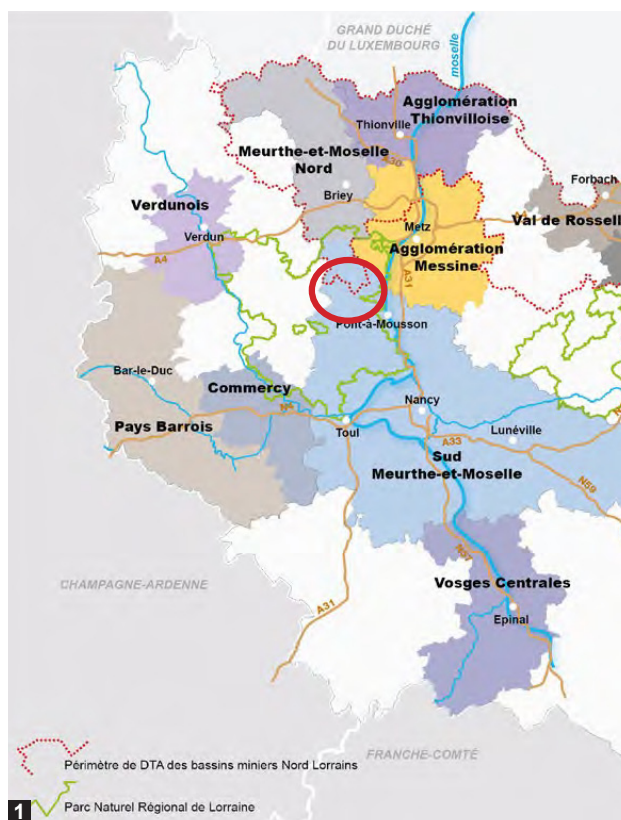 GRAND DUCHÉ
DU LUXEMBOURG
moselle
Agglomération
Thionvilloise
Thionville
A30
Meurthe-et-Moselle
Nord
Briey
Forbach
Verdunois
Val de Rossell
Verdun
Metz
Agglomération
Messine
A4
A31
Pont-à-Mousson
Bar-le-Duc
Commercy
Nancy
N4
Lunéville
Pays Barrois
Toul
A33
Sud
Meurthe-et-Moselle
N59
N57
CHAMPAGNE-ARDENNE
Vosges Centrales
A31
Epinal
FRANCHE-COMTÉ
Périmètre de DTA des bassins miniers Nord Lorrains
1
Parc Naturel Régional de Lorraine